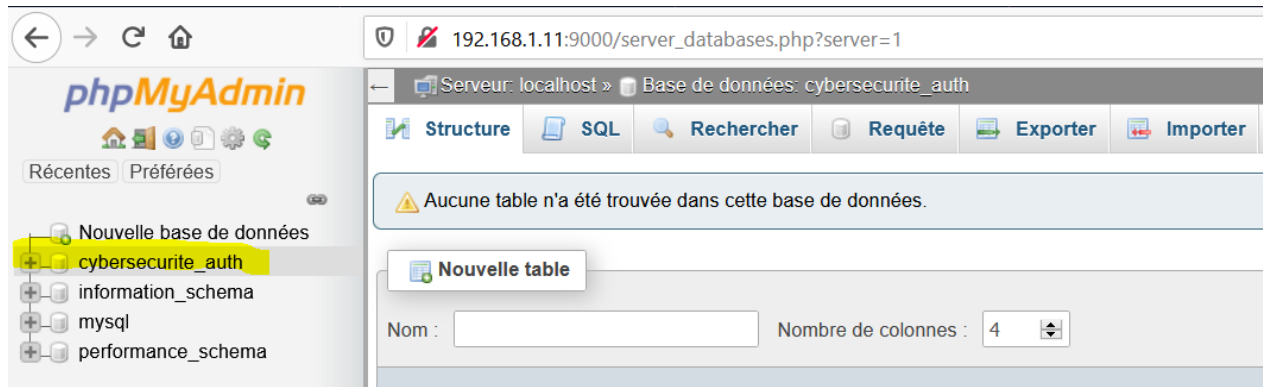 192.168.1.11:9000/server_databases.php?server=1
phpMyAdmin
Récentes Préférées
Nouvelle base de données
cybersecurite_auth
information_schema
mysql
performance_schema
Serveur: localhost » Base de données: cybersecurite_auth
Structure SQL Rechercher Requête Exporter Importer
Aucune table n'a été trouvée dans cette base de données.
Nouvelle table
Nom : Nombre de colonnes : 4